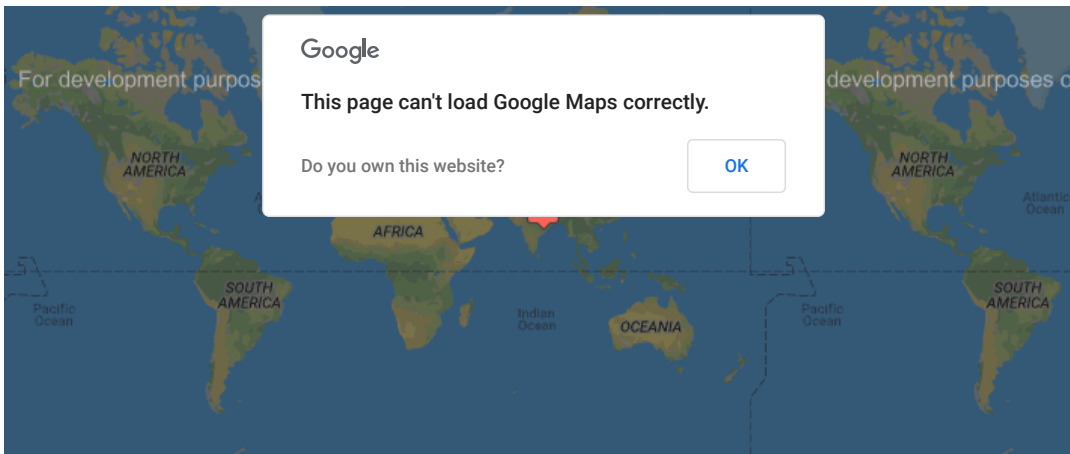 Google
For development purpos
development purposes o
This page can't load Google Maps correctly.
NORTH
AMERICA
NORTH
AMERICA
Do you own this website?
OK
Atlantic
Ocean
AFRICA
SOUTH
AMERICA
SOUTH
AMERICA
Pacific
Ocean
Indian
Ocean
OCEANIA
Pacific
Ocean